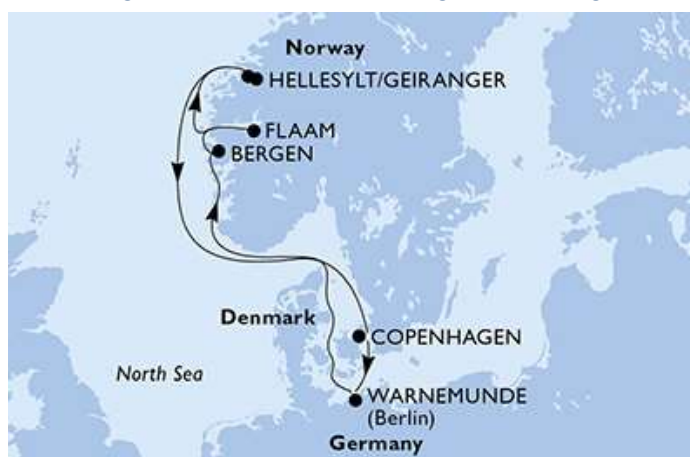 Norway
HELLESYLT/GEIRANGER
FLAAM
BERGEN
Denmark
COPENHAGEN
North Sea
WARNEMUNDE
(Berlin)
Germany